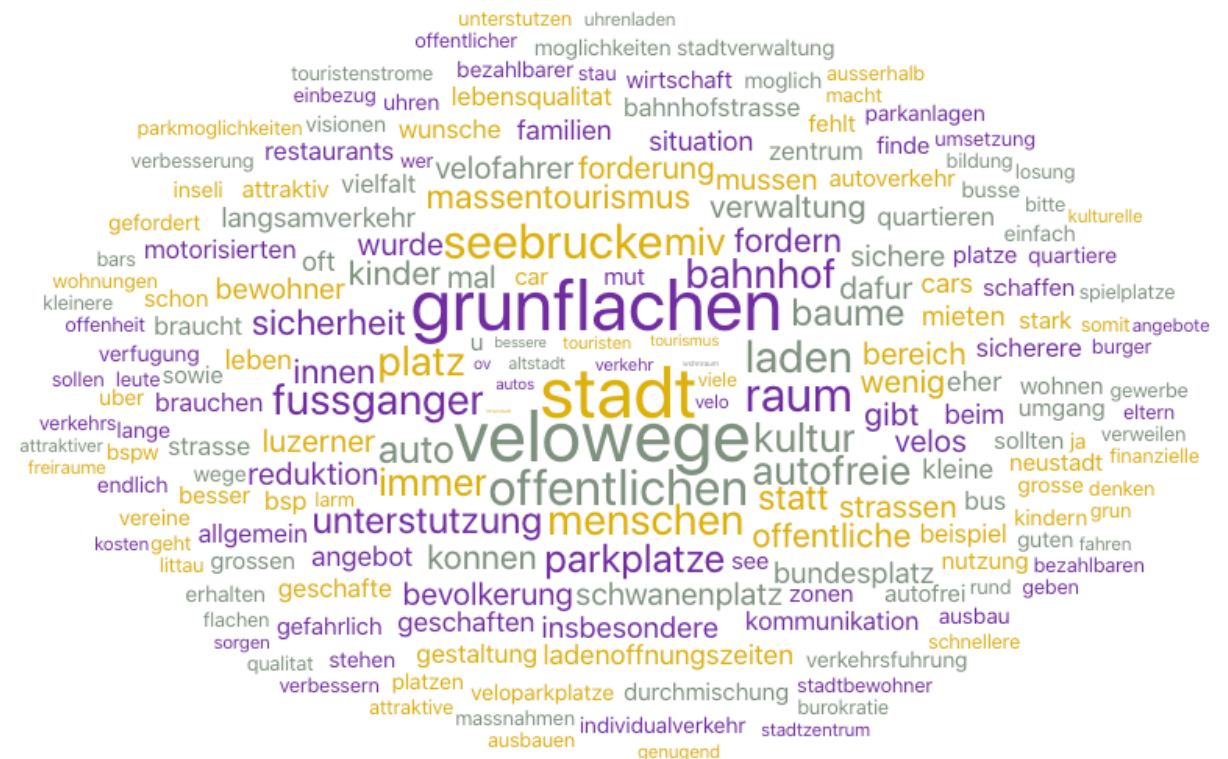 unterstutzen uhrenladen
offentlicher moglichkeiten stadtverwaltung
touristenstrome bezahlbarer stau wirtschaft moglich ausserhalb
einbezug uhren lebensqualitat bahnhofstrasse macht
parkmoglichkeiten visionen wunsche familien situation fehlt parkanlagen
verbesserung restaurants wer velofahrer forderung zentrum finde umsetzung
inseli attraktiv vielfalt massentourismus mussen autoverkehr bildung losung
gefordert langsamverkehr verwaltung quartieren busse bitte kulturelle
bars motorisierten oft wurde seebrucke miv fordern sichere platze quartiere einfach
wohnungen bewohner kinder mal car mut bahnhof dafur cars schaffen spielplatze
kleinere schon grunflachen baume mieten stark somit angebote
offenheit braucht sicherheit u bessere touristen tourismus
verfugung leben innen platz ov altstadt verkehr wohnraum laden bereich sicherere burger
sollen leute sowie autos stadt viele wenig eher wohnen gewerbe
uber brauchen fussganger velo raum gibt beim umgang eltern
verkehrs lange strasse luzerner auto velowege kultur velos sollten ja verweilen
attraktiver bspw neustadt finanzielle
freiraume wege reduktion immer offentlichen autofreie kleine grosse denken
endlich besser bsp larm statt strassen bus kindern grun
vereine allgemein unterstutzung menschen offentliche beispiel guten fahren
kosten geht angebot konnen parkplatze see bundesplatz nutzung bezahlbaren
littau grossen
erhalten geschafte bevolkerung schwanenplatz zonen autofrei rund geben
flachen gefahrlich geschaften insbesondere kommunikation ausbau
sorgen schnellere
qualitat stehen gestaltung ladenoffnungszeiten verkehrsfuhrung
verbessern platzen veloparkplatze durchmischung stadtbewohner
attraktive massnahmen individualverkehr burokratie
ausbauen genugend stadtzentrum